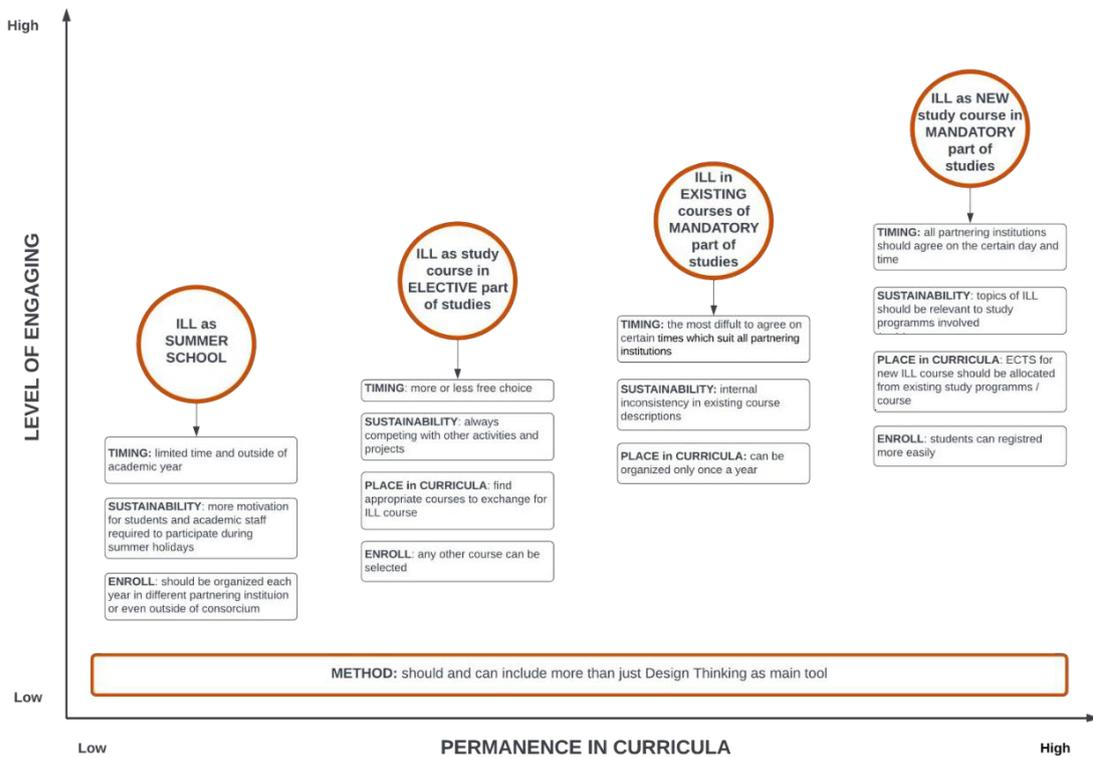 High
LEVEL OF ENGAGING
Low
ILL as
SUMMER
SCHOOL
TIMING: limited time and outside of
academic year
SUSTAINABILITY: more motivation
for students and academic staff
required to participate during
summer holidays
ENROLL: should be organized each
year in different partnering instituion
or even outside of consorcium
ILL as study
course in
ELECTIVE part
of studies
TIMING: more or less free choice
SUSTAINABILITY: always
competing with other activities and
projects
PLACE in CURRICULA: find
appropriate courses to exchange for
ILL course
ENROLL: any other course can be
selected
ILL in
EXISTING
courses of
MANDATORY
part of
studies
TIMING: the most diffult to agree on
certain times which suit all partnering
institutions
SUSTAINABILITY: internal
inconsistency in existing course
descriptions
PLACE in CURRICULA: can be
organized only once a year
ILL as NEW
study course in
MANDATORY
part of
studies
TIMING: all partnering institutions
should agree on the certain day and
time
SUSTAINABILITY: topics of ILL
should be relevant to study
programms involved
PLACE in CURRICULA: ECTS for
new ILL course should be allocated
from existing study programms /
course
ENROLL: students can registred
more easily
METHOD: should and can include more than just Design Thinking as main tool
Low
PERMANENCE IN CURRICULA
High